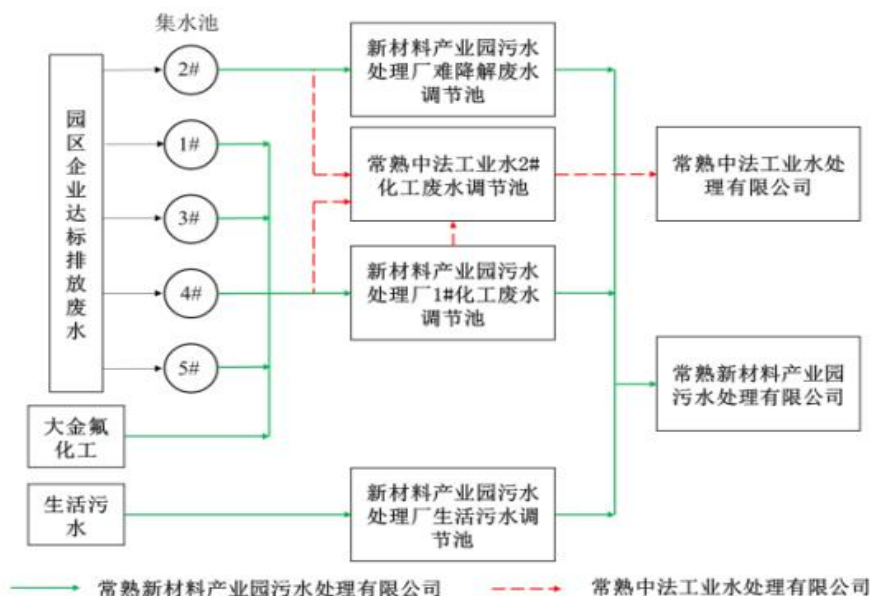 集水池
园区企业达标排放废水
2#
1#
3#
4#
5#
大金氟
化工
生活污
水
新材料产业园污水
处理厂难降解废水
调节池
常熟中法工业水2#
化工废水调节池
新材料产业园污水
处理厂1#化工废水
调节池
新材料产业园污水
处理厂生活污水调
节池
常熟中法工业水处
理有限公司
常熟新材料产业园
污水处理有限公司
常熟新材料产业园污水处理有限公司
常熟中法工业水处理有限公司